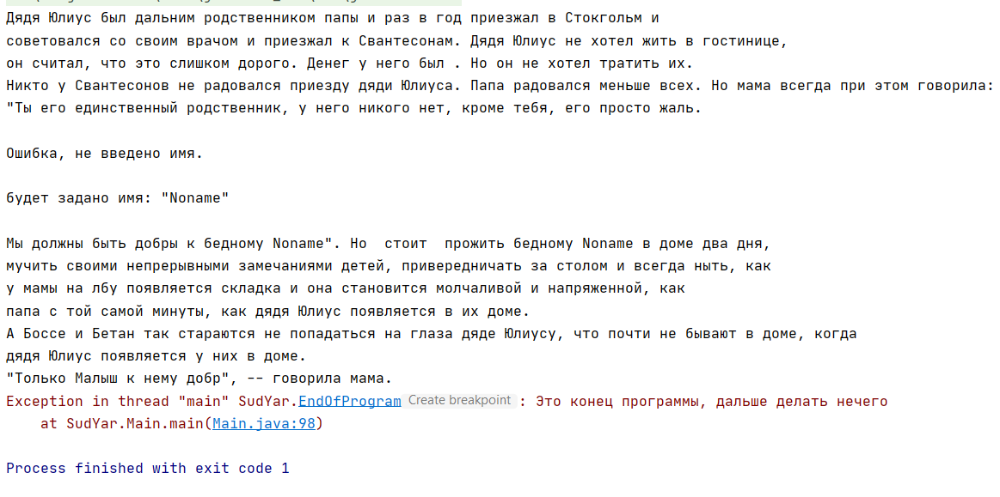 Дядя Юлиус был дальним родственником папы и раз в год приезжал в Стокгольм и
советовался со своим врачом и приезжал к Свантесонам. Дядя Юлиус не хотел жить в гостинице,
он считал, что это слишком дорого. Денег у него был . Но он не хотел тратить их.
Никто у Свантесонов не радовался приезду дяди Юлиуса. Папа радовался меньше всех. Но мама всегда при этом говорила:
"Ты его единственный родственник, у него никого нет, кроме тебя, его просто жаль.
Ошибка, не введено имя.
будет задано имя: "Noname"
Мы должны быть добры к бедному Noname". Но  стоит  прожить бедному Noname в доме два дня,
мучить своими непрерывными замечаниями детей, привередничать за столом и всегда ныть, как
у мамы на лбу появляется складка и она становится молчаливой и напряженной, как
папа с той самой минуты, как дядя Юлиус появляется в их доме.
А Боссе и Бетан так стараются не попадаться на глаза дяде Юлиусу, что почти не бывают в доме, когда
дядя Юлиус появляется у них в доме.
"Только Малыш к нему добр", -- говорила мама.
Exception in thread "main" SudYar.EndOfProgram Create breakpoint : Это конец программы, дальше делать нечего
    at SudYar.Main.main(Main.java:98)
Process finished with exit code 1